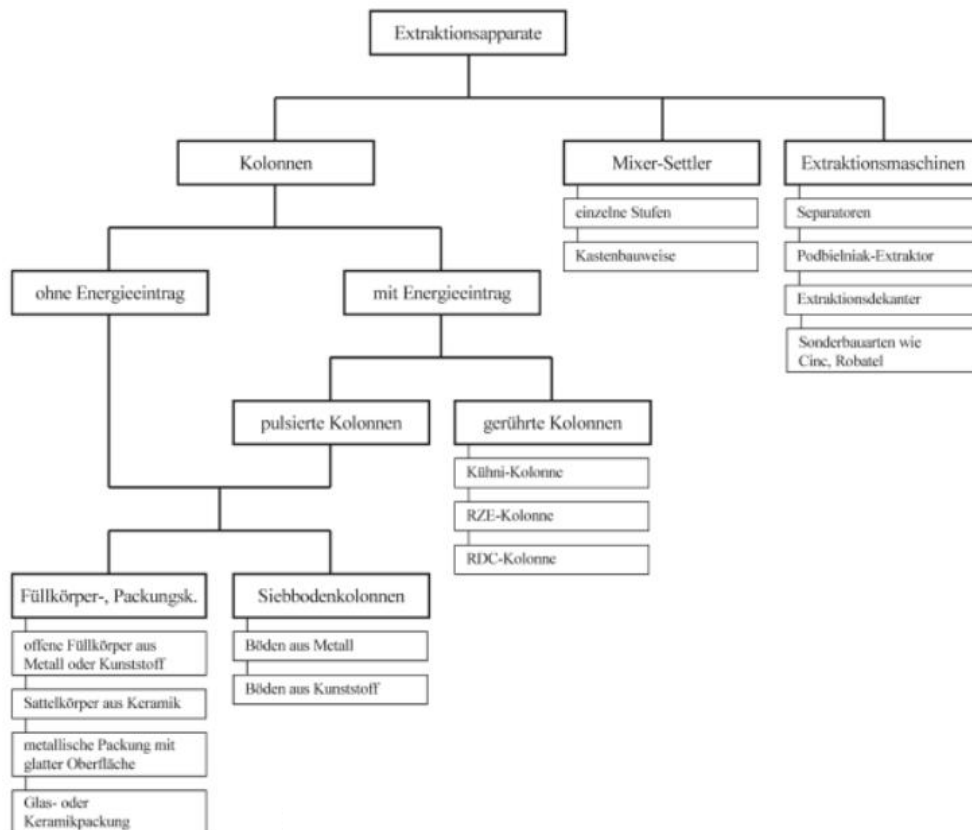 Extraktionsapparate
Kolonnen
Mixer-Settler
Extraktionsmaschinen
einzelne Stufen
Separatoren
Kastenbauweise
Podbielniak-Extraktor
ohne Energieeintrag
mit Energieeintrag
Extraktionsdekanter
Sonderbauarten wie
Cinc, Robatel
pulsierte Kolonnen
gerührte Kolonnen
Kühni-Kolonne
RZE-Kolonne
RDC-Kolonne
Füllkörper-, Packungsk.
Siebbodenkolonnen
offene Füllkörper aus
Metall oder Kunststoff
Böden aus Metall
Sattelkörper aus Keramik
Böden aus Kunststoff
metallische Packung mit
glatter Oberfläche
Glas- oder
Keramikpackung